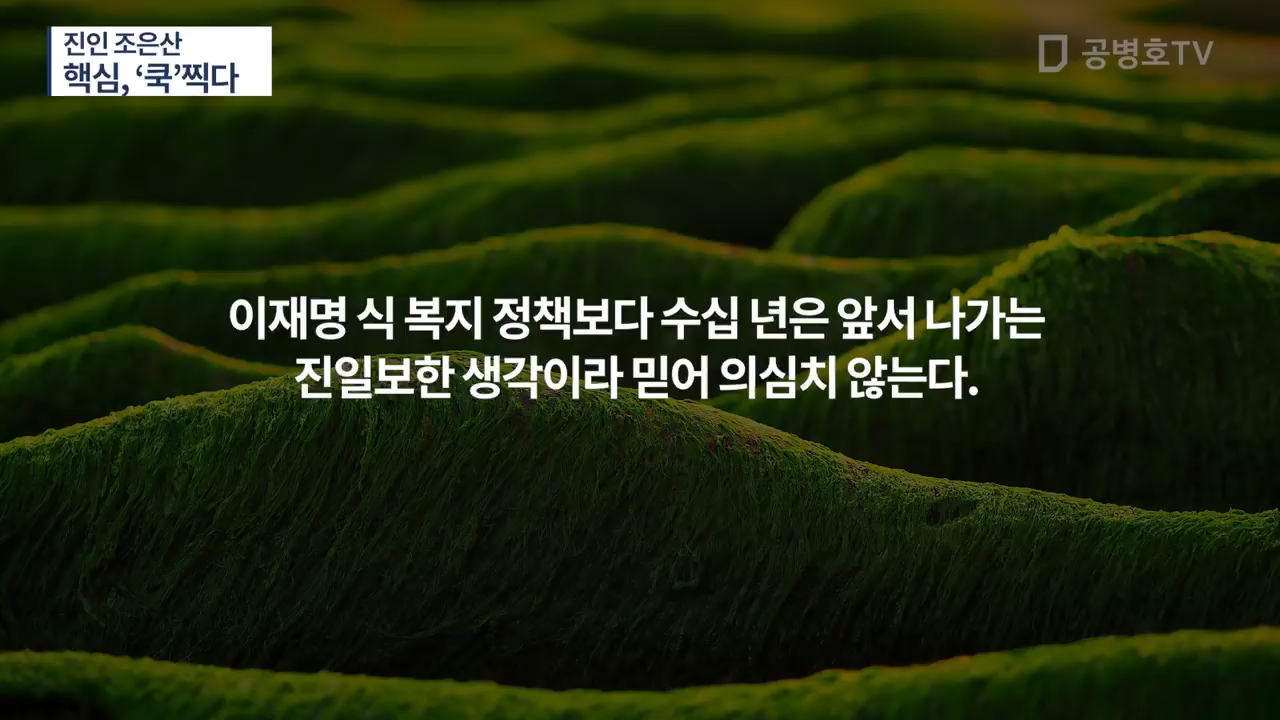 진인 조은산
핵심, ‘쿡’찍다
공병호TV
이재명 식 복지 정책보다 수십 년은 앞서 나가는
진일보한 생각이라 믿어 의심치 않는다.